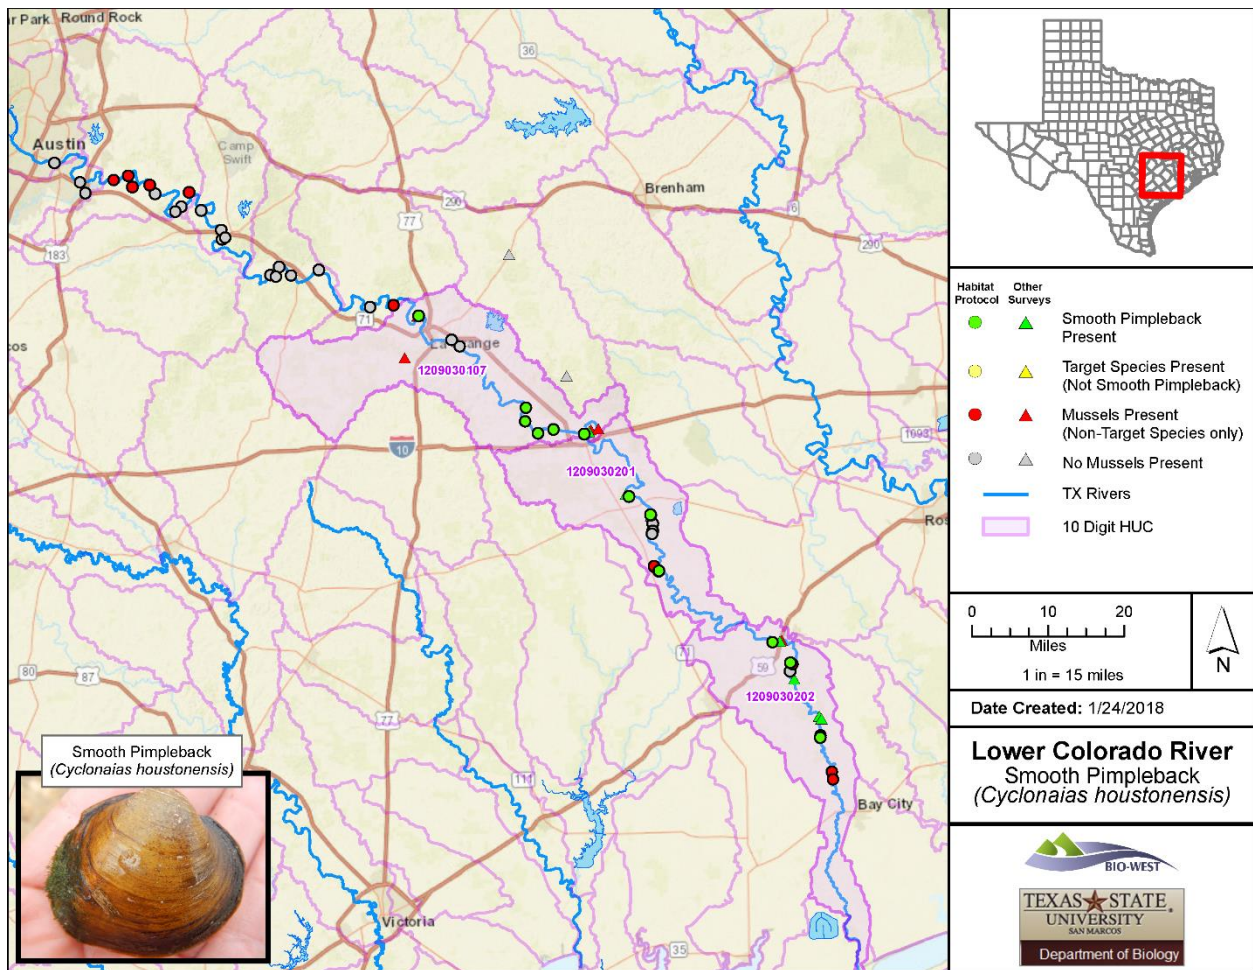 ar Park
Round Rock
Austin
Camp
Swift
183
cos
36
77
290
Brenham
6
290
71
La Grange
1209030107
10
1093
1209030201
Ros
71
59
1209030202
80
87
77
111
Bay City
35
Victoria
Smooth Pimpleback
(Cyclonaias houstonensis)
Habitat Protocol
Other Surveys
Smooth Pimpleback
Present
Target Species Present
(Not Smooth Pimpleback)
Mussels Present
(Non-Target Species only)
No Mussels Present
TX Rivers
10 Digit HUC
0 10 20
Miles
1 in = 15 miles
N
Date Created: 1/24/2018
Lower Colorado River
Smooth Pimpleback
(Cyclonaias houstonensis)
BIO-WEST
TEXAS STATE
UNIVERSITY
SAN MARCOS
Department of Biology